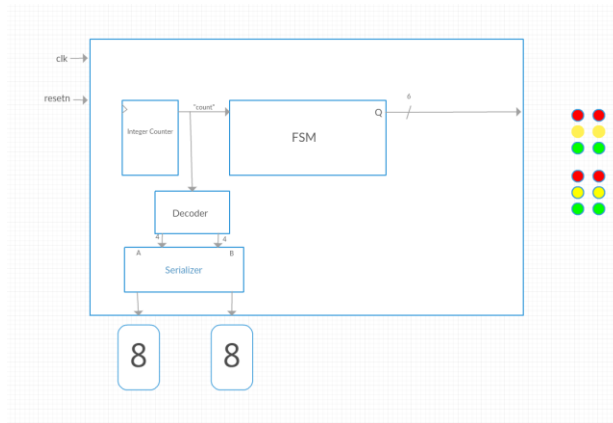 clk
resetn
Integer Counter
"count"
FSM
Q
6
Decoder
4
4
A
B
Serializer
8
8